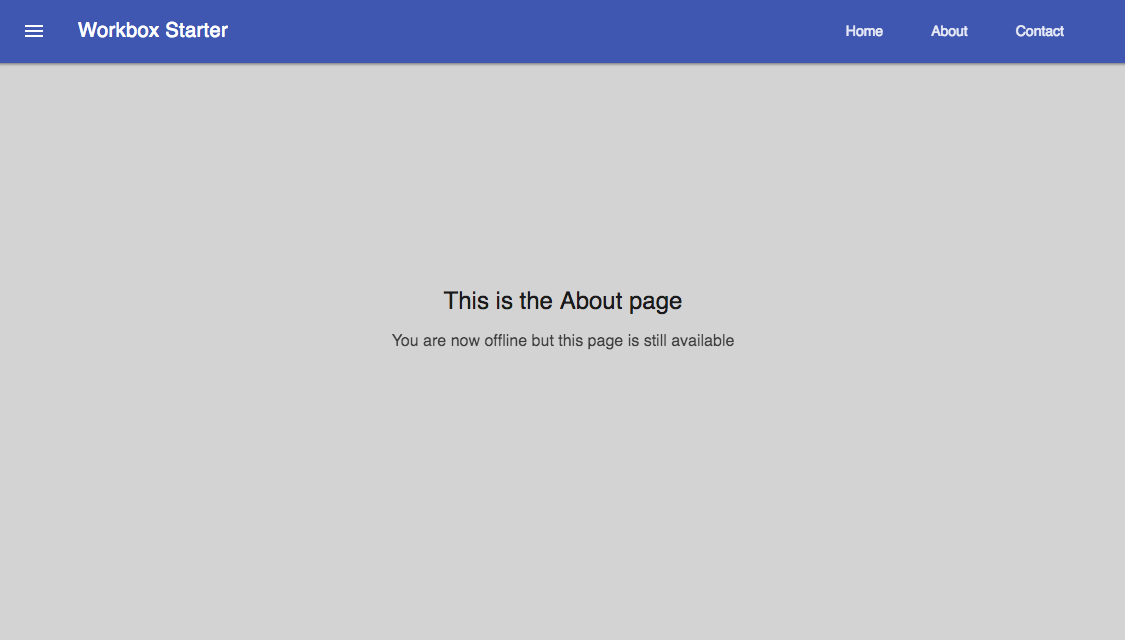 Workbox Starter
Home About Contact
This is the About page
You are now offline but this page is still available